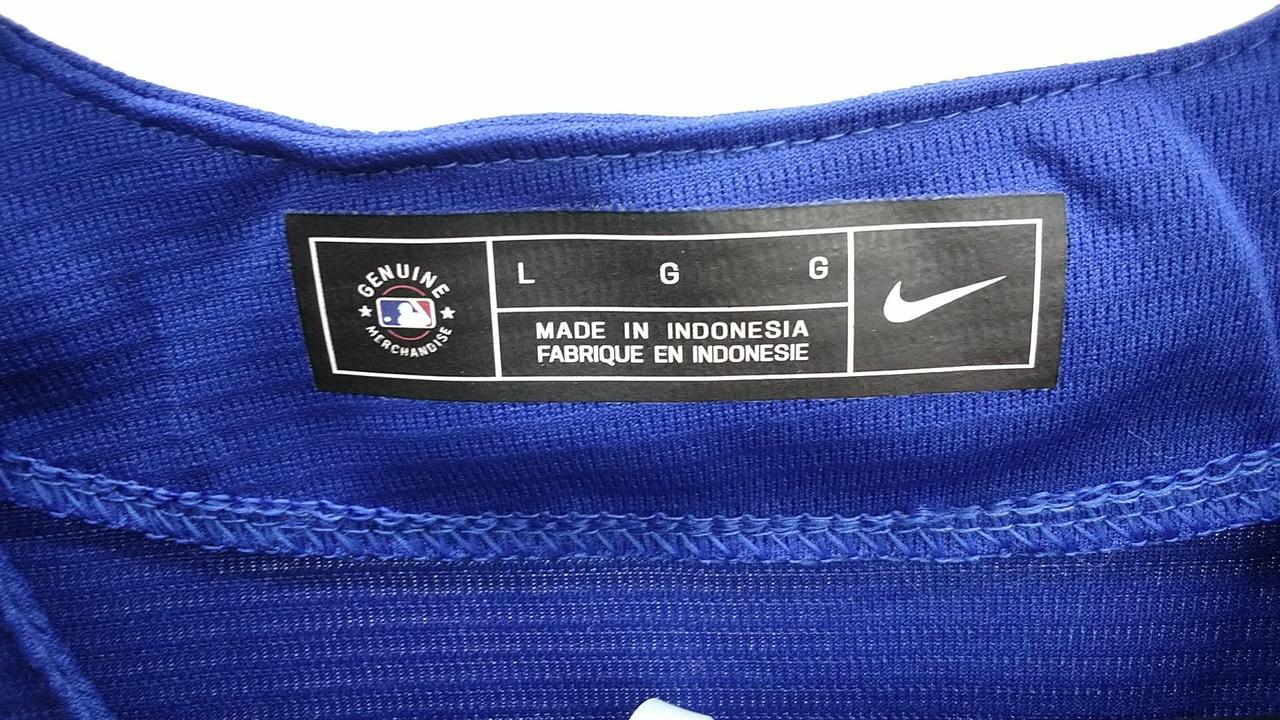 GENUINE
MERCHANDISE
L G G
MADE IN INDONESIA
FABRIQUE EN INDONESIE